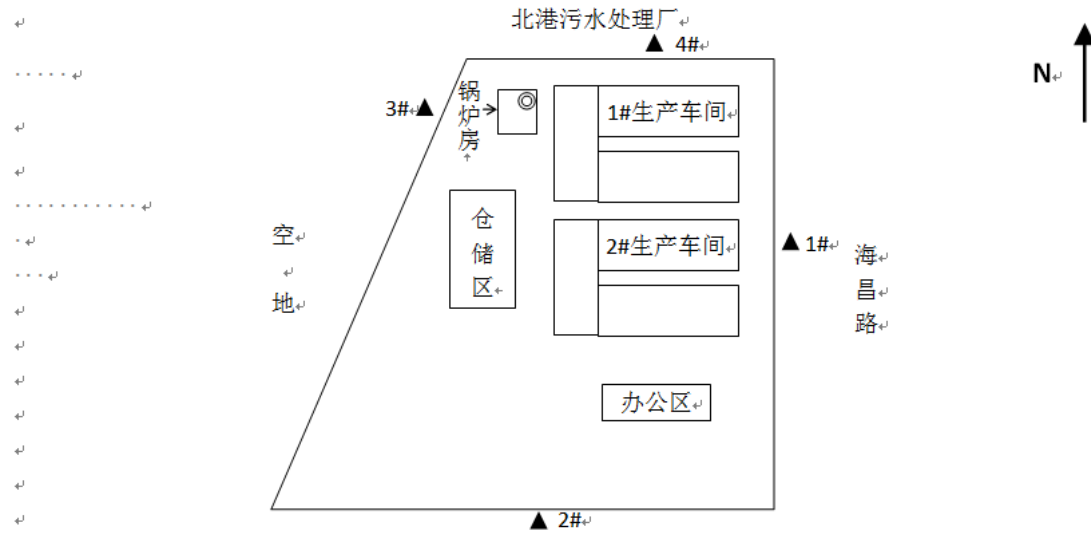 北港污水处理厂
▲ 4#
N
3#▲
锅炉房
1#生产车间
仓储区
空地
2#生产车间
▲ 1#
海昌路
办公区
▲ 2#